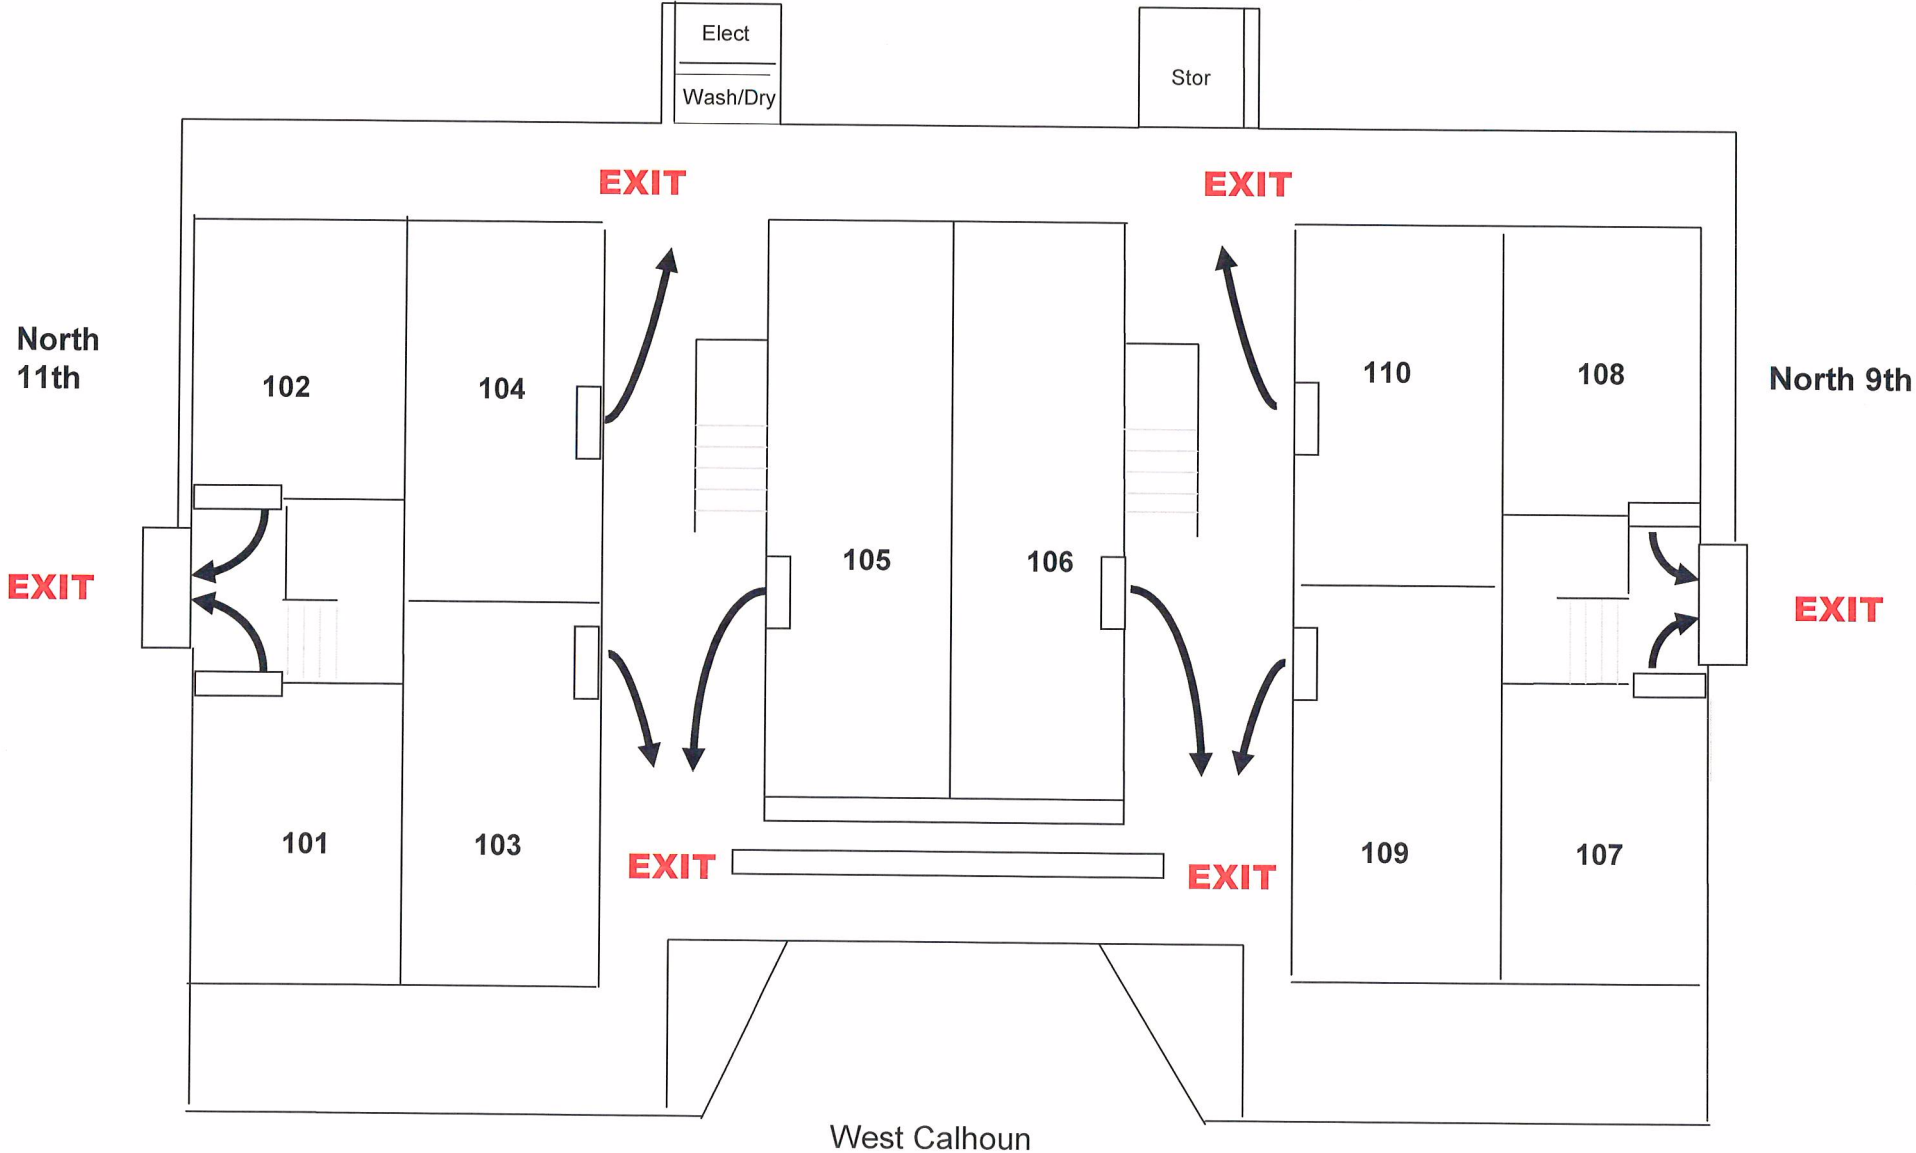 Elect
Wash/Dry
Stor
EXIT
EXIT
North
11th
102
104
110
108
North 9th
105
106
EXIT
EXIT
101
103
109
107
EXIT
EXIT
West Calhoun